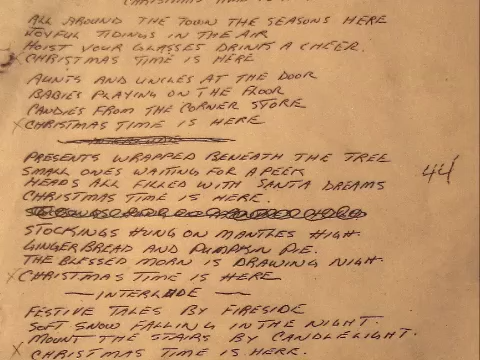 CHRISTMAS TIME IS
ALL AROUND THE TOWN THE SEASONS HERE
JOYFUL TIDINGS IN THE AIR
HOIST YOUR GLASSES DRINK A CHEER.
X CHRISTMAS TIME IS HERE
AUNTS AND UNCLES AT THE DOOR
BABIES PLAYING ON THE FLOOR
CANDIES FROM THE CORNER STORE
X CHRISTMAS TIME IS HERE
INTERLUDE
PRESENTS WRAPPED BENEATH THE TREE
SMALL ONES WAITING FOR A PEEK
44
HEADS ALL FILLED WITH SANTA DREAMS
CHRISTMAS TIME IS HERE.
STOCKINGS HUNG ON MANTLES HIGH.
GINGERBREAD AND PUMPKIN PIE.
THE BLESSED MORN IS DRAWING NIGH.
X CHRISTMAS TIME IS HERE
— INTERLUDE —
FESTIVE TALES BY FIRESIDE
SOFT SNOW FALLING IN THE NIGHT.
MOUNT THE STAIRS BY CANDLELIGHT.
X CHRISTMAS TIME IS HERE.